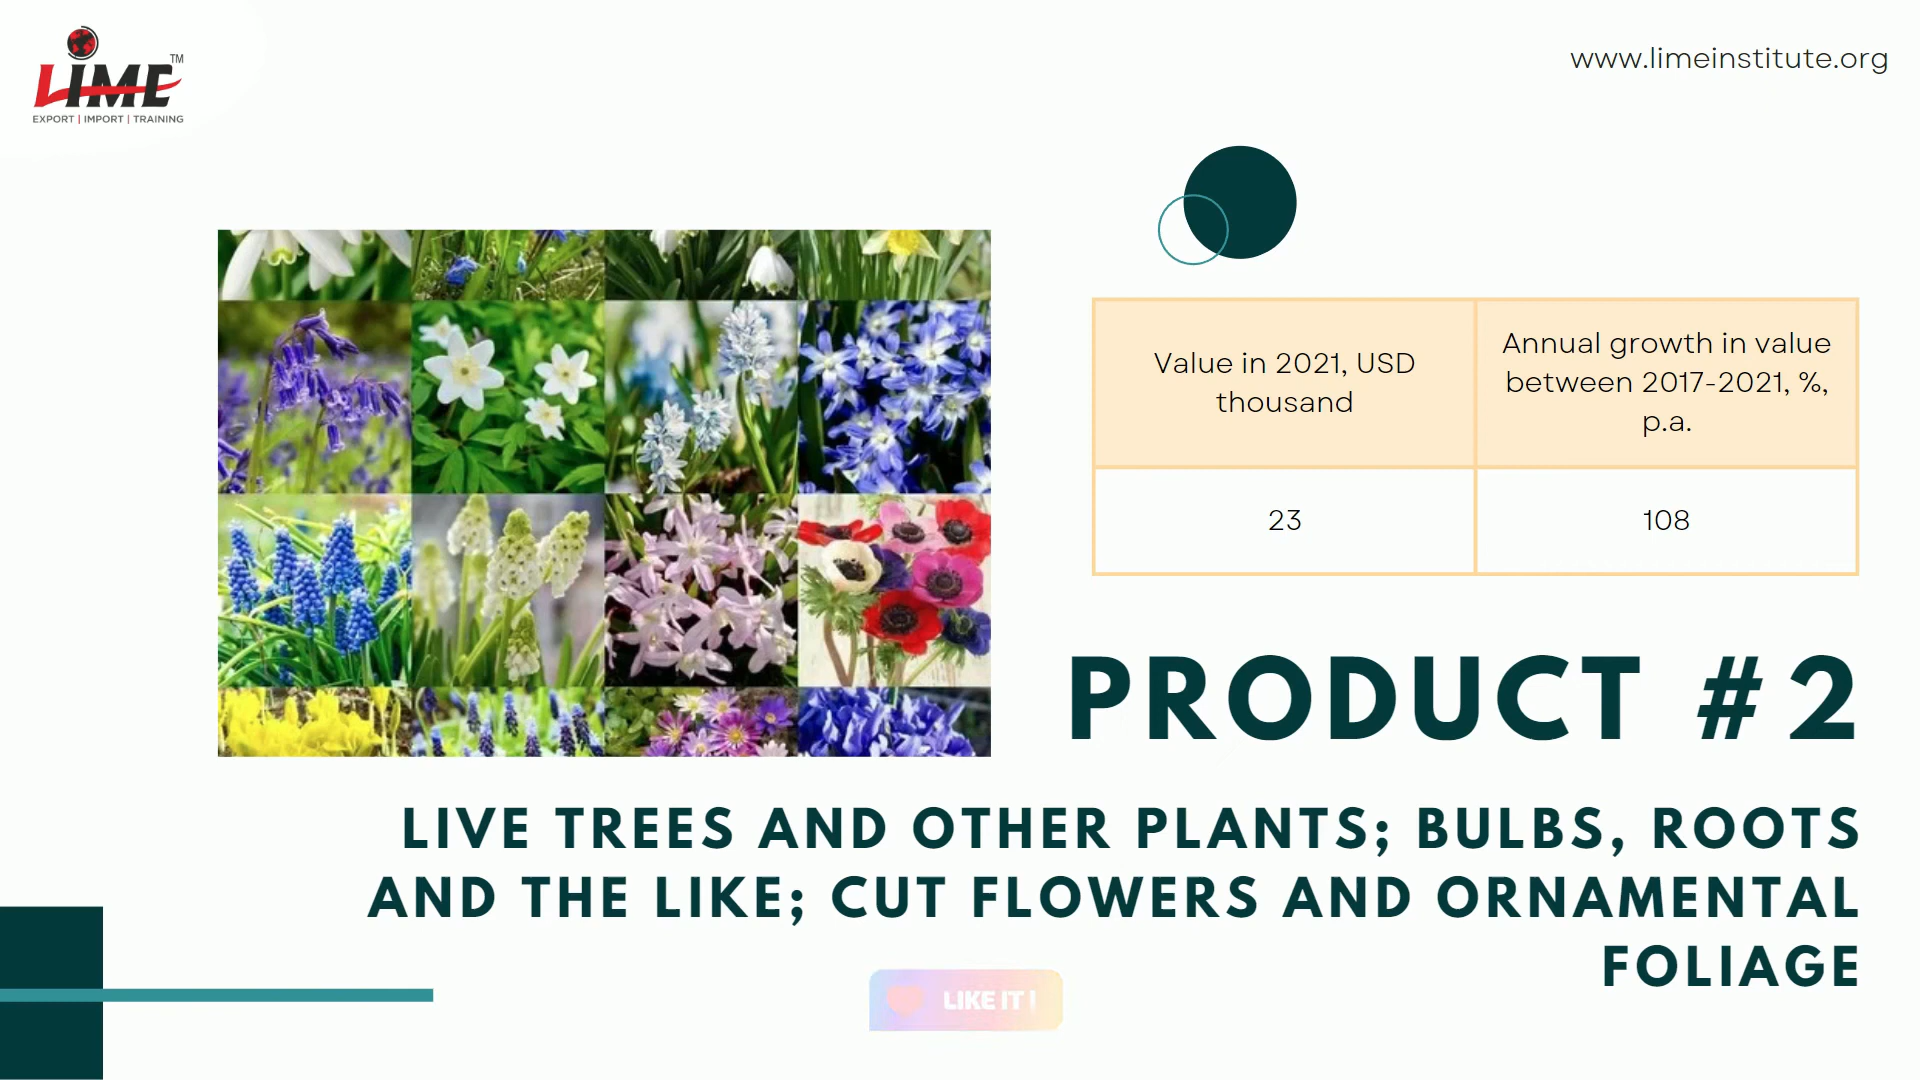 LIME TM
EXPORT | IMPORT | TRAINING
www.limeinstitute.org
Value in 2021, USD
thousand
Annual growth in value
between 2017-2021, %,
p.a.
23
108
PRODUCT #2
LIVE TREES AND OTHER PLANTS; BULBS, ROOTS
AND THE LIKE; CUT FLOWERS AND ORNAMENTAL
FOLIAGE
LIKE IT !